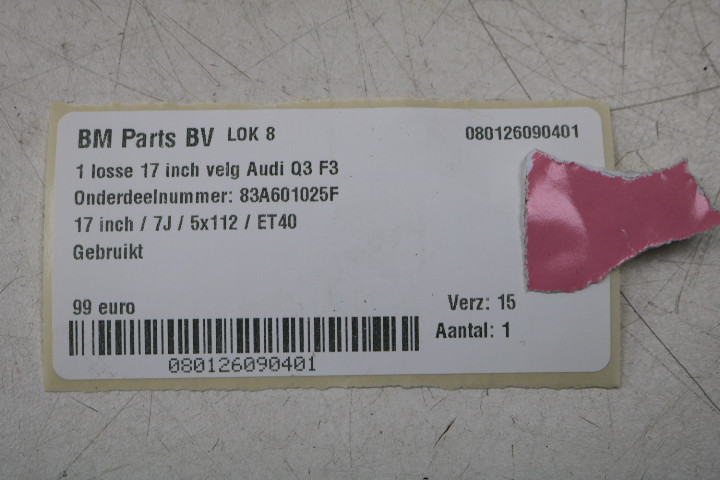 BM Parts BV LOK 8 080126090401
1 losse 17 inch velg Audi Q3 F3
Onderdeelnummer: 83A601025F
17 inch / 7J / 5x112 / ET40
Gebruikt
99 euro Verz: 15
Aantal: 1
080126090401